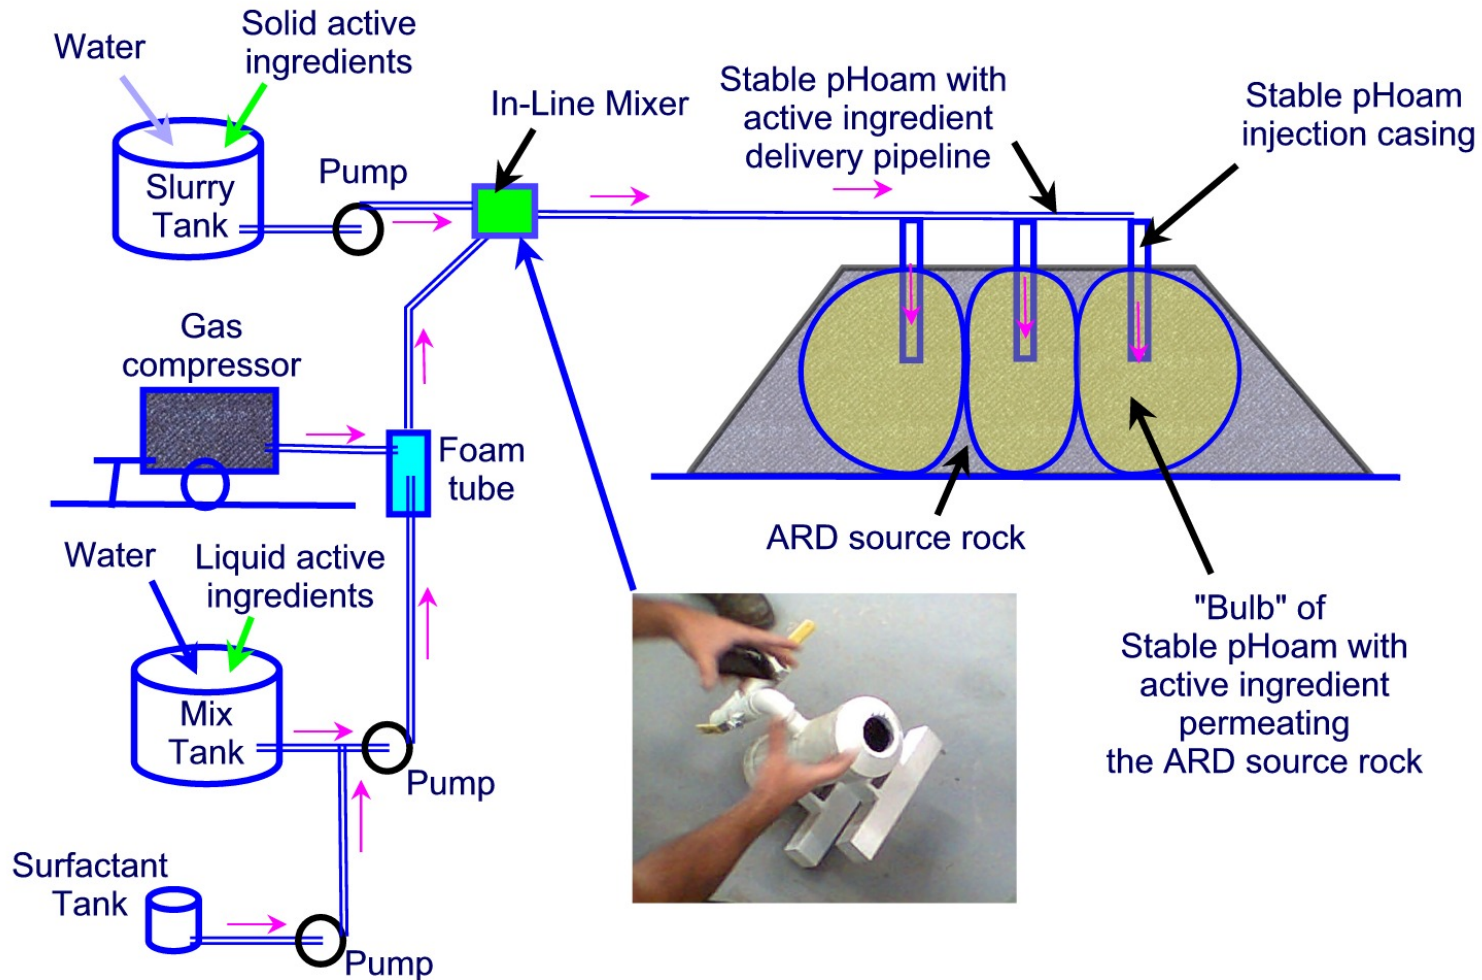 Water
Solid active
ingredients
Slurry
Tank
Pump
In-Line Mixer
Stable pHoam with
active ingredient
delivery pipeline
Stable pHoam
injection casing
Gas
compressor
Foam
tube
ARD source rock
"Bulb" of
Stable pHoam with
active ingredient
permeating
the ARD source rock
Water
Liquid active
ingredients
Mix
Tank
Pump
Surfactant
Tank
Pump